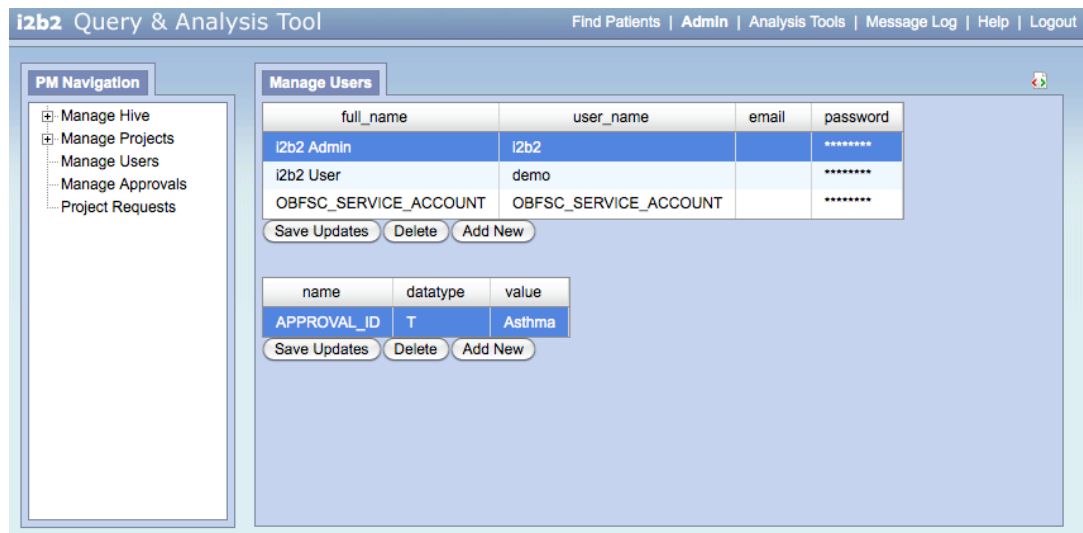 i2b2 Query & Analysis Tool
Find Patients | Admin | Analysis Tools | Message Log | Help | Logout
PM Navigation
Manage Hive
Manage Projects
Manage Users
Manage Approvals
Project Requests
Manage Users
full_name user_name email password
i2b2 Admin i2b2 ********
i2b2 User demo ********
OBFSC_SERVICE_ACCOUNT OBFSC_SERVICE_ACCOUNT ********
Save Updates Delete Add New
name datatype value
APPROVAL_ID T Asthma
Save Updates Delete Add New